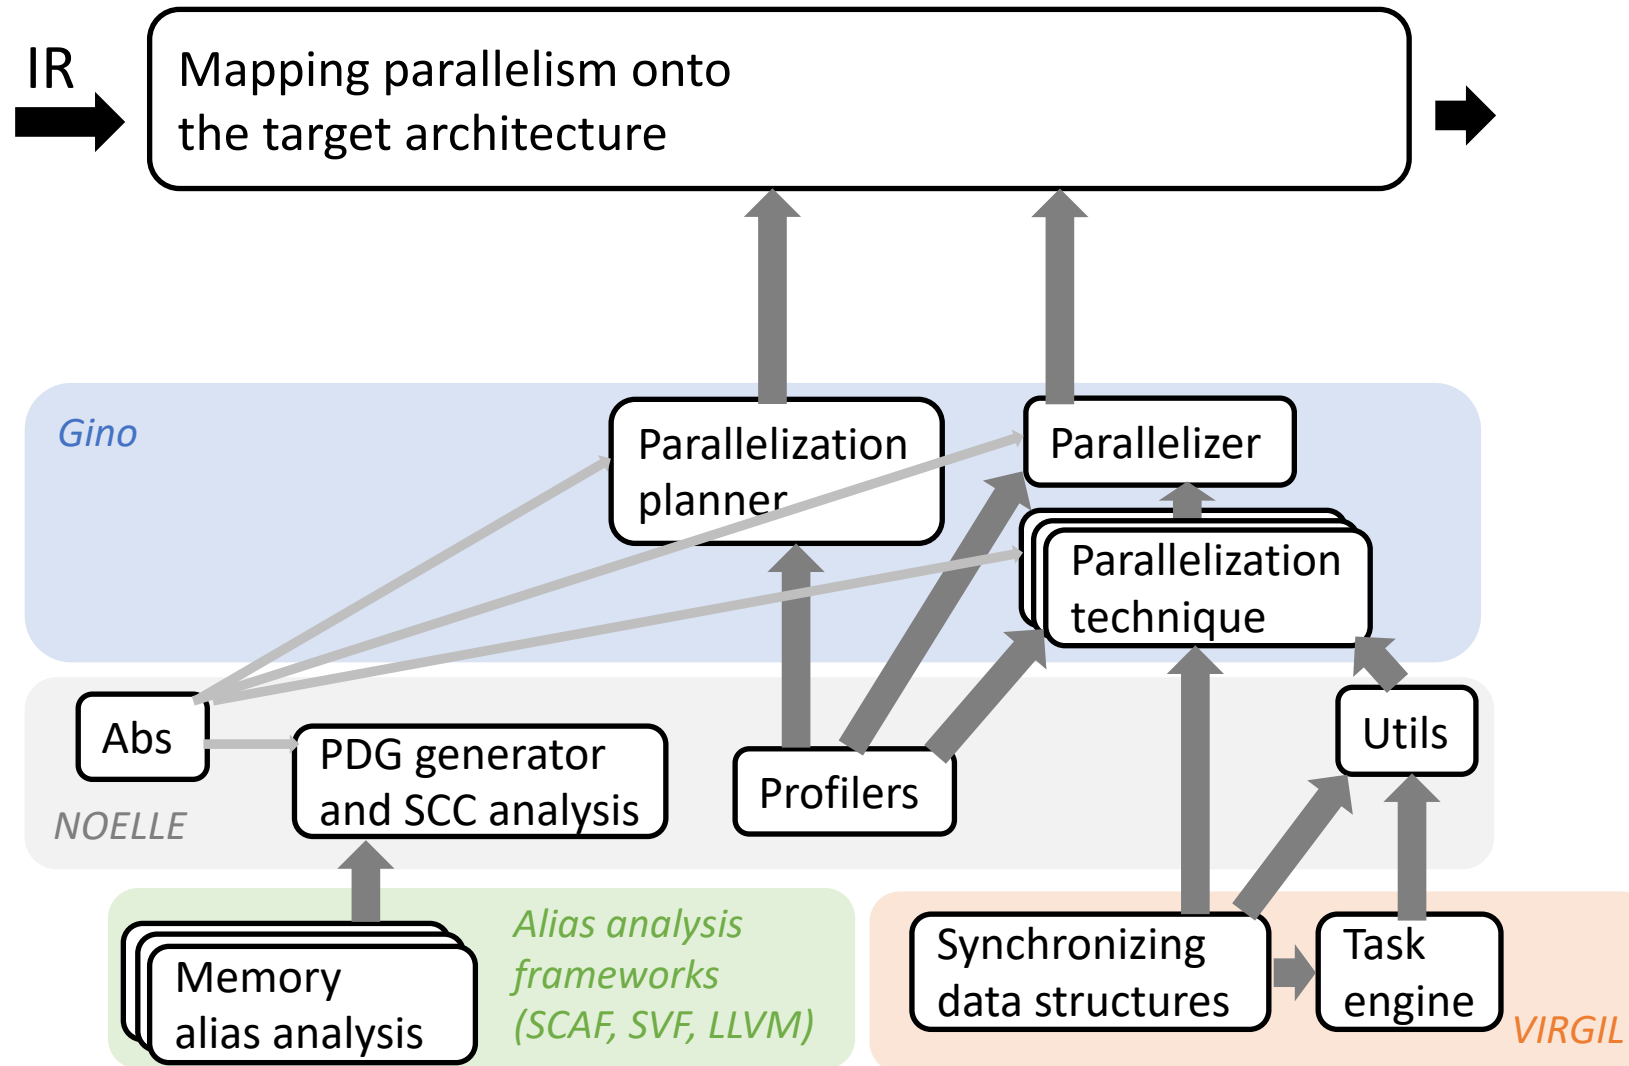 IR
Mapping parallelism onto
the target architecture
Gino
Parallelization
planner
Parallelizer
Parallelization
technique
Abs
PDG generator
and SCC analysis
Profilers
Utils
NOELLE
Memory
alias analysis
Alias analysis
frameworks
(SCAF, SVF, LLVM)
Synchronizing
data structures
Task
engine
VIRGIL